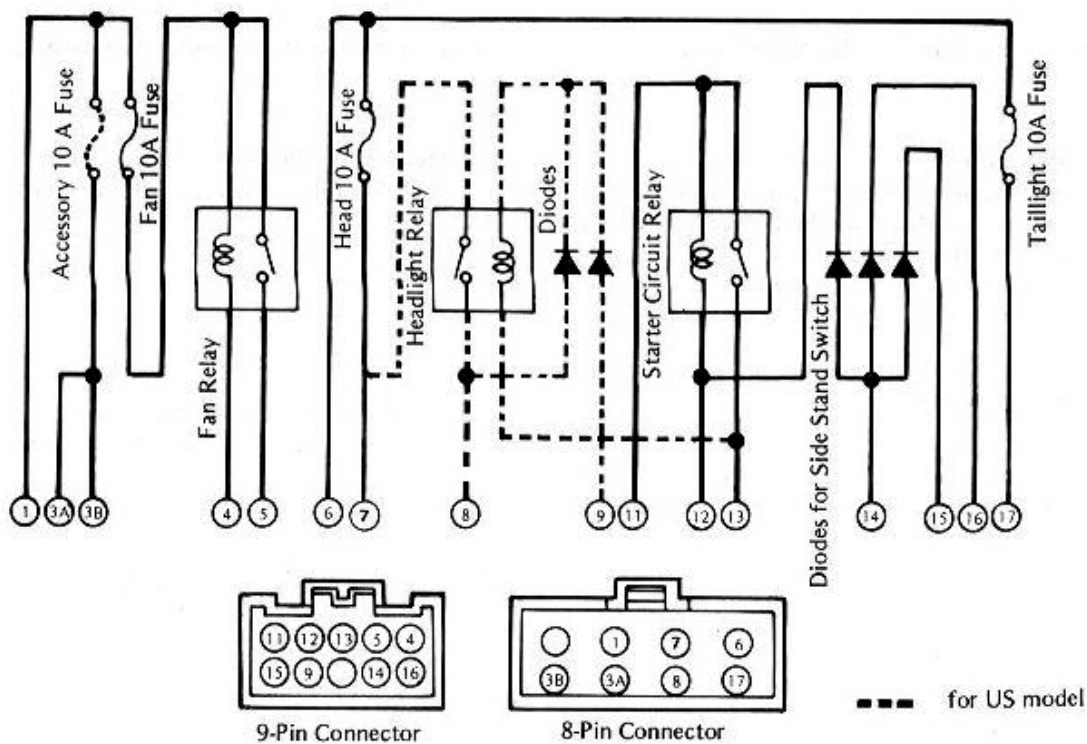 Accessory 10 A Fuse
Fan 10A Fuse
Fan Relay
Head 10 A Fuse
Headlight Relay
Diodes
Starter Circuit Relay
Diodes for Side Stand Switch
Taillight 10A Fuse
1 3A 3B 4 5 6 7 8 9 11 12 13 14 15 16 17
11 12 13 5 4
15 9 14 16
9-Pin Connector
1 7 6
3B 3A 8 17
8-Pin Connector
for US model